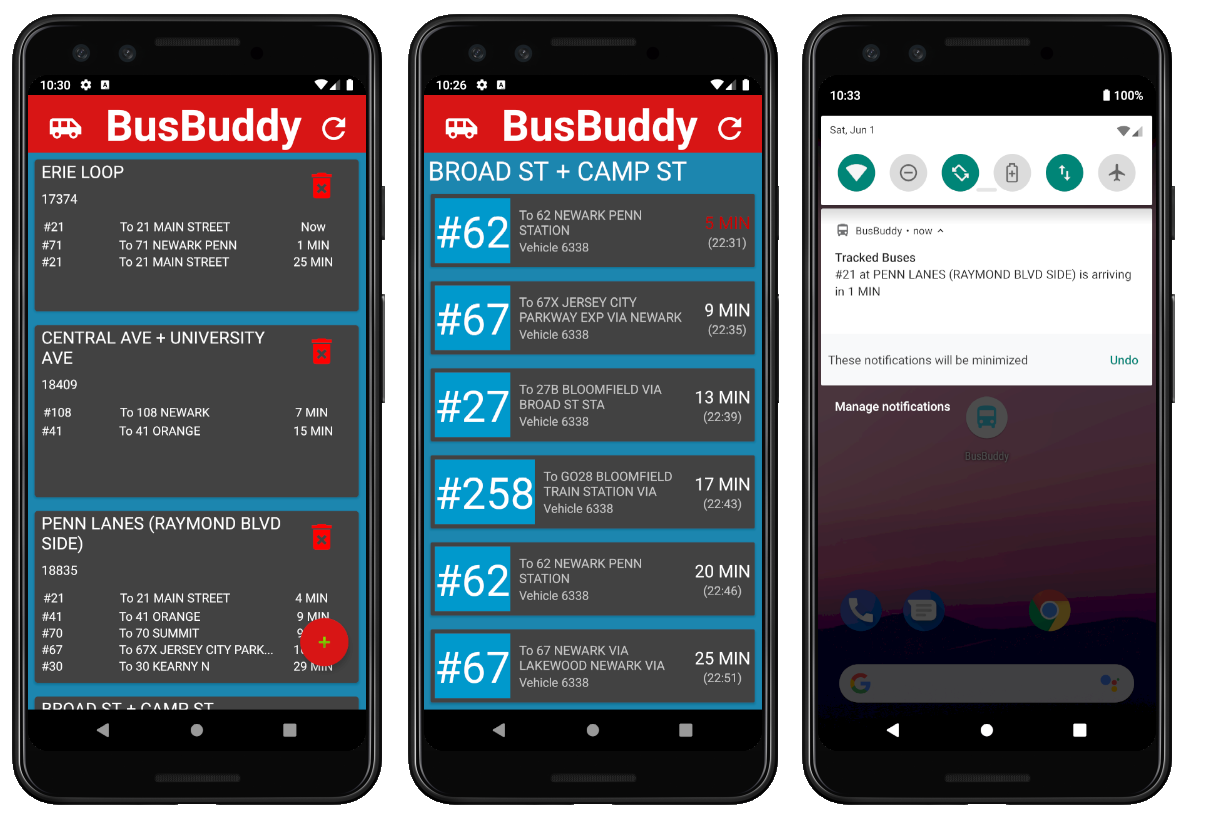 10:30
BusBuddy
ERIE LOOP
17374
#21 To 21 MAIN STREET Now
#71 To 71 NEWARK PENN 1 MIN
#21 To 21 MAIN STREET 25 MIN
CENTRAL AVE + UNIVERSITY
AVE
18409
#108 To 108 NEWARK 7 MIN
#41 To 41 ORANGE 15 MIN
PENN LANES (RAYMOND BLVD
SIDE)
18835
#21 To 21 MAIN STREET 4 MIN
#41 To 41 ORANGE 9 MIN
#70 To 70 SUMMIT
#67 To 67X JERSEY CITY PARK...
#30 To 30 KEARNY N 29 MIN
+
BROAD ST + CAMP ST
10:26
BusBuddy
BROAD ST + CAMP ST
#62
To 62 NEWARK PENN
STATION
Vehicle 6338
5 MIN
(22:31)
#67
To 67X JERSEY CITY
PARKWAY EXP VIA NEWARK
Vehicle 6338
9 MIN
(22:35)
#27
To 27B BLOOMFIELD VIA
BROAD ST STA
Vehicle 6338
13 MIN
(22:39)
#258
To GO28 BLOOMFIELD
TRAIN STATION VIA
Vehicle 6338
17 MIN
(22:43)
#62
To 62 NEWARK PENN
STATION
Vehicle 6338
20 MIN
(22:46)
#67
To 67 NEWARK VIA
LAKEWOOD NEWARK VIA
Vehicle 6338
25 MIN
(22:51)
10:33
100%
Sat, Jun 1
BusBuddy • now
Tracked Buses
#21 at PENN LANES (RAYMOND BLVD SIDE) is arriving
in 1 MIN
These notifications will be minimized
Undo
Manage notifications
BusBuddy